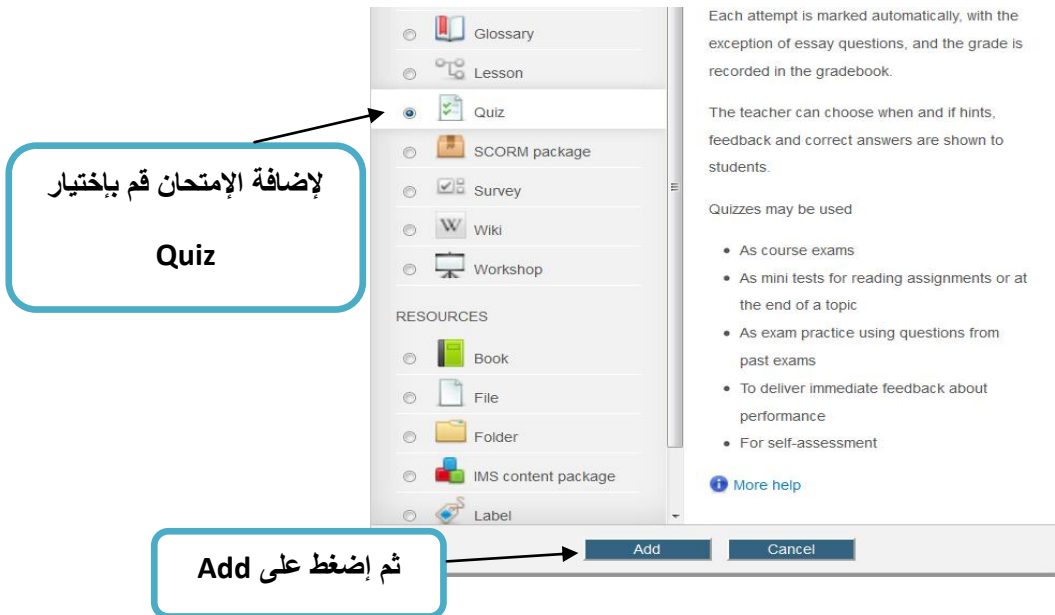 Glossary
Lesson
Quiz
SCORM package
Survey
Wiki
Workshop
RESOURCES
Book
File
Folder
IMS content package
Label
Each attempt is marked automatically, with the
exception of essay questions, and the grade is
recorded in the gradebook.
The teacher can choose when and if hints,
feedback and correct answers are shown to
students.
Quizzes may be used
• As course exams
• As mini tests for reading assignments or at
the end of a topic
• As exam practice using questions from
past exams
• To deliver immediate feedback about
performance
• For self-assessment
More help
Add
Cancel
لإضافة الإمتحان قم بإختيار
Quiz
ثم إضغط على Add